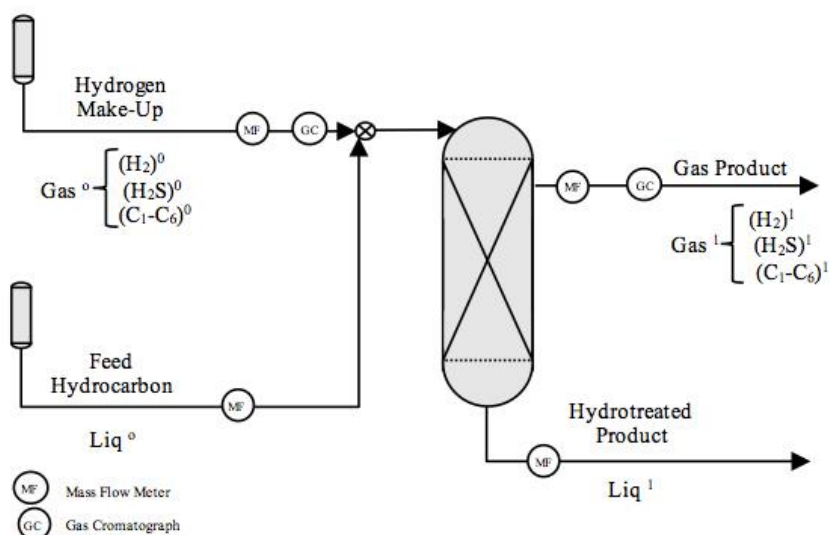 Hydrogen
Make-Up
MF
GC
Gas Product
MF
GC
Gas º
(H₂)⁰
(H₂S)⁰
(C₁-C₆)⁰
Gas ¹
(H₂)¹
(H₂S)¹
(C₁-C₆)¹
Feed
Hydrocarbon
MF
Liq º
Hydrotreated
Product
MF
Liq ¹
MF Mass Flow Meter
GC Gas Cromatograph